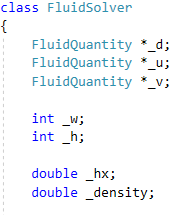 class FluidSolver
{
FluidQuantity *_d;
FluidQuantity *_u;
FluidQuantity *_v;
int _w;
int _h;
double _hx;
double _density;